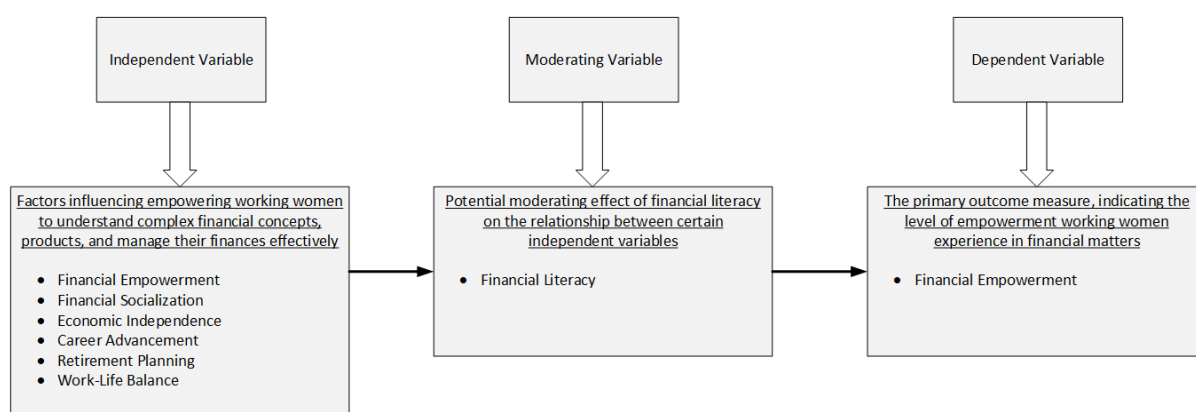 Independent Variable
Moderating Variable
Dependent Variable
Factors influencing empowering working women
to understand complex financial concepts,
products, and manage their finances effectively
• Financial Empowerment
• Financial Socialization
• Economic Independence
• Career Advancement
• Retirement Planning
• Work-Life Balance
Potential moderating effect of financial literacy
on the relationship between certain
independent variables
• Financial Literacy
The primary outcome measure, indicating the
level of empowerment working women
experience in financial matters
• Financial Empowerment